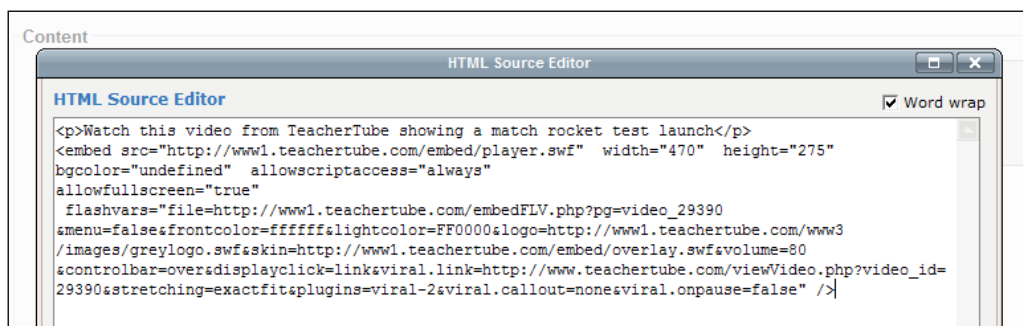 Content
HTML Source Editor
HTML Source Editor
Word wrap
<p>Watch this video from TeacherTube showing a match rocket test launch</p>
<embed src="http://www1.teachertube.com/embed/player.swf"  width="470"  height="275"
bgcolor="undefined"  allowscriptaccess="always"
allowfullscreen="true"
 flashvars="file=http://www1.teachertube.com/embedFLV.php?pg=video_29390
&menu=false&frontcolor=ffffff&lightcolor=FF0000&logo=http://www1.teachertube.com/www3
/images/greylogo.swf&skin=http://www1.teachertube.com/embed/overlay.swf&volume=80
&controlbar=over&displayclick=link&viral.link=http://www.teachertube.com/viewVideo.php?video_id=
29390&stretching=exactfit&plugins=viral-2&viral.callout=none&viral.onpause=false" />